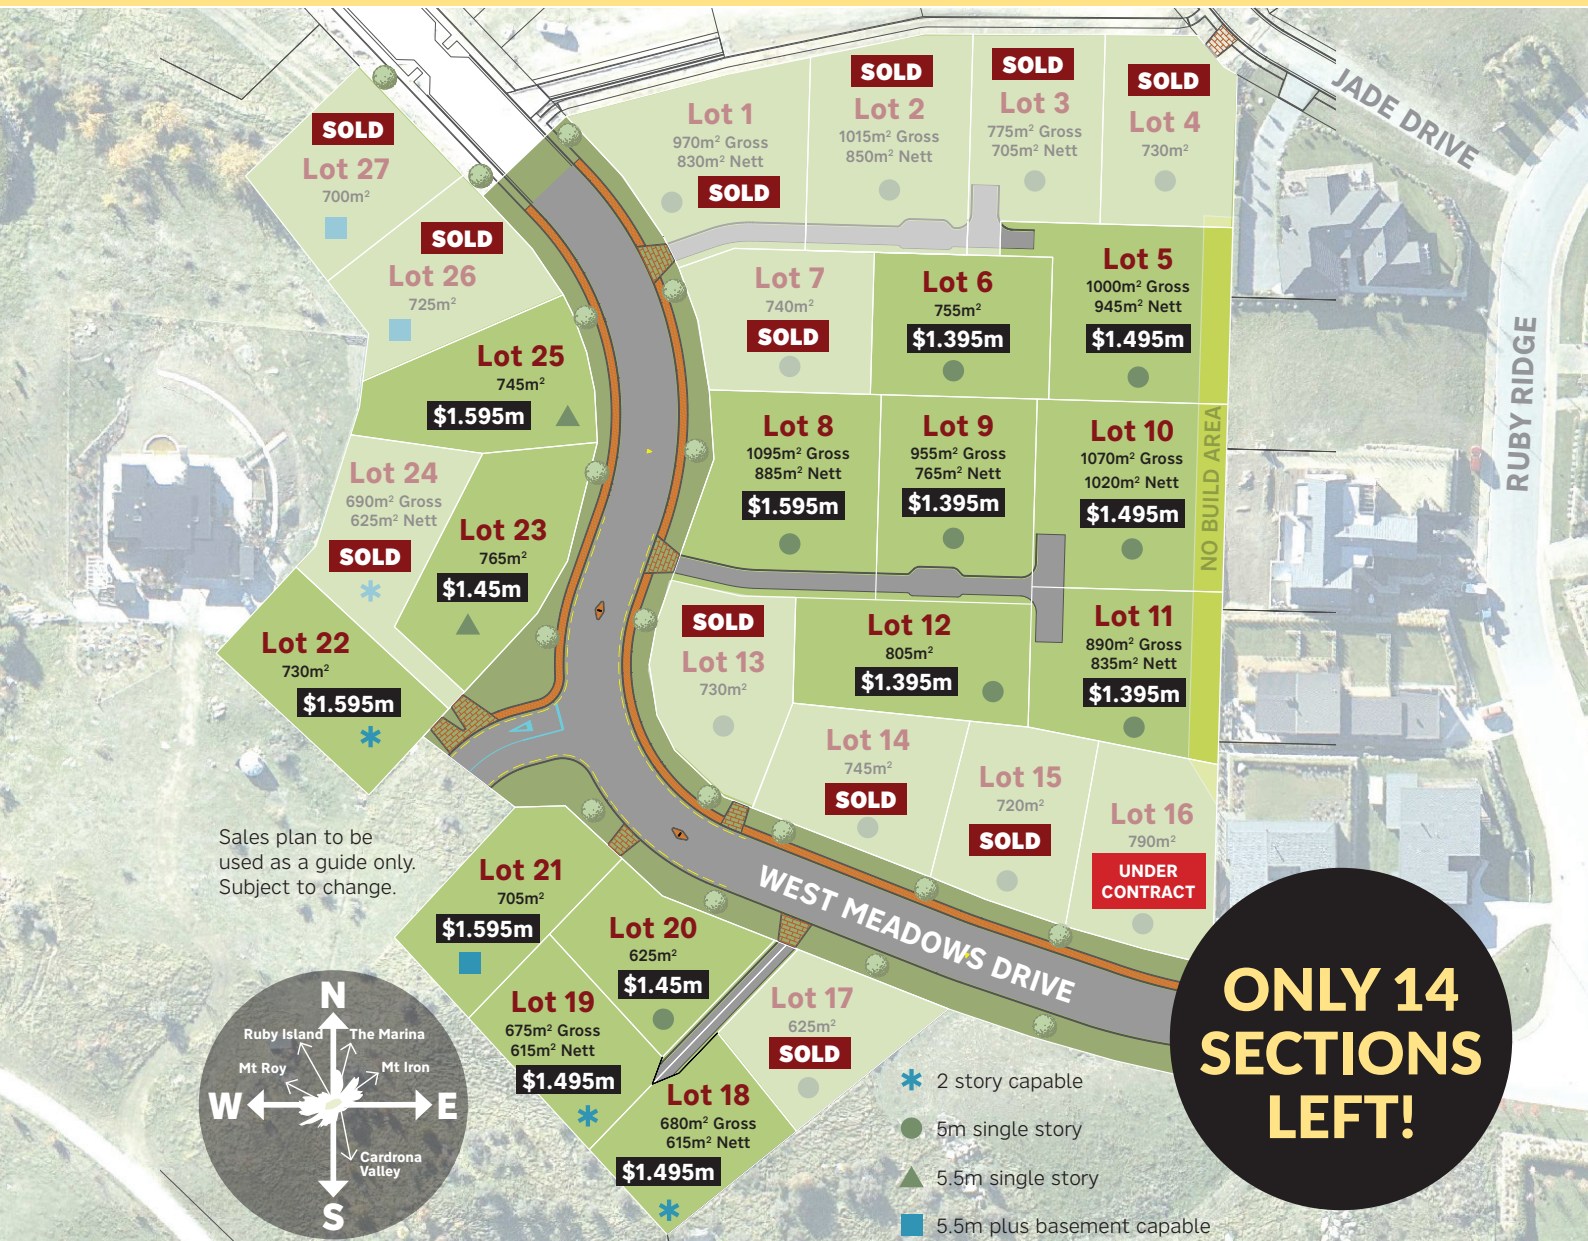 SOLD
Lot 27
700m²
SOLD
Lot 26
725m²
Lot 25
745m²
$1.595m
Lot 24
690m² Gross
625m² Nett
SOLD
Lot 23
765m²
$1.45m
Lot 22
730m²
$1.595m
Lot 1
970m² Gross
830m² Nett
SOLD
SOLD
Lot 2
1015m² Gross
850m² Nett
SOLD
Lot 3
775m² Gross
705m² Nett
SOLD
Lot 4
730m²
JADE DRIVE
RUBY RIDGE
Lot 7
740m²
SOLD
Lot 6
755m²
$1.395m
Lot 5
1000m² Gross
945m² Nett
$1.495m
Lot 8
1095m² Gross
885m² Nett
$1.595m
Lot 9
955m² Gross
765m² Nett
$1.395m
Lot 10
1070m² Gross
1020m² Nett
$1.495m
NO BUILD AREA
SOLD
Lot 13
730m²
Lot 12
805m²
$1.395m
Lot 11
890m² Gross
835m² Nett
$1.395m
Lot 14
745m²
SOLD
Lot 15
720m²
SOLD
Lot 16
790m²
UNDER
CONTRACT
WEST MEADOWS DRIVE
Sales plan to be
used as a guide only.
Subject to change.
Lot 21
705m²
$1.595m
Lot 20
625m²
$1.45m
Lot 19
675m² Gross
615m² Nett
$1.495m
Lot 18
680m² Gross
615m² Nett
$1.495m
Lot 17
625m²
SOLD
N
Ruby Island
The Marina
Mt Roy
Mt Iron
W
E
Cardrona
Valley
S
2 story capable
5m single story
5.5m single story
5.5m plus basement capable
ONLY 14
SECTIONS
LEFT!